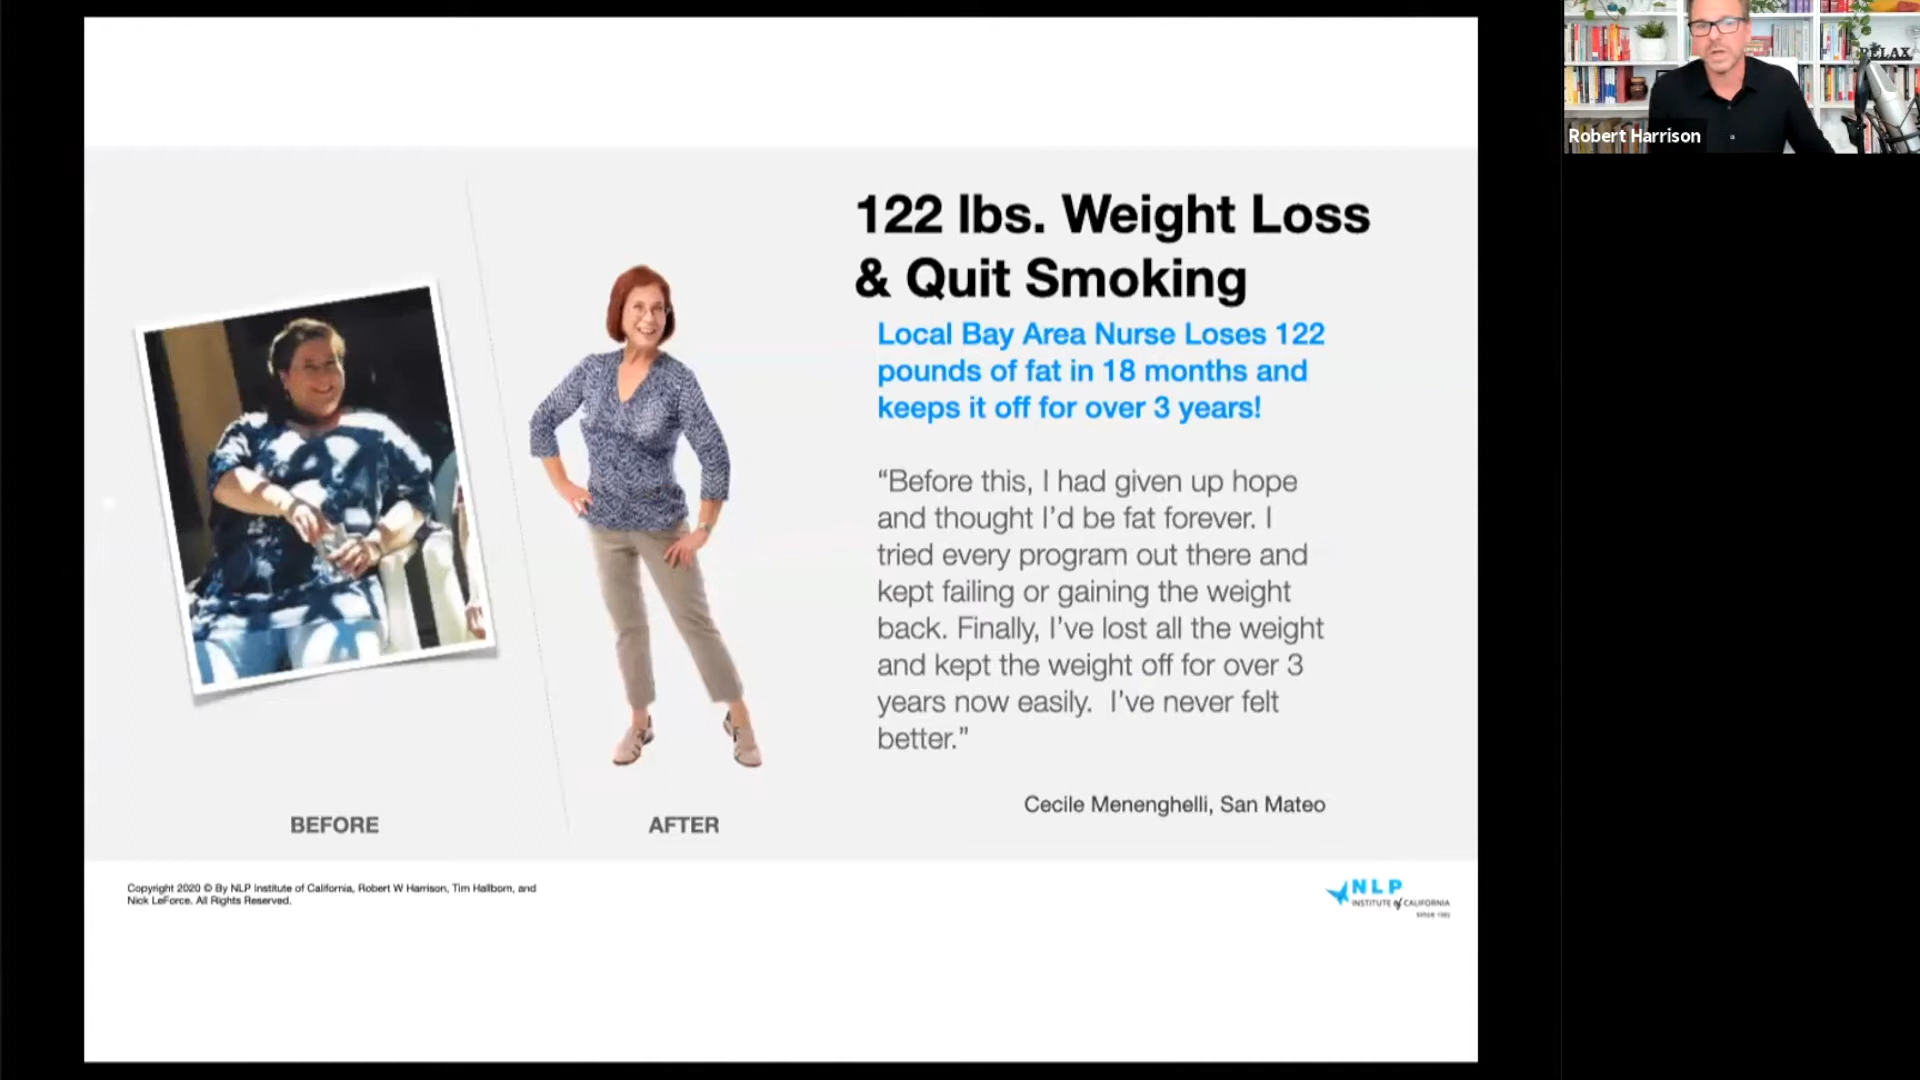 RELAX
Robert Harrison
122 lbs. Weight Loss
& Quit Smoking
Local Bay Area Nurse Loses 122
pounds of fat in 18 months and
keeps it off for over 3 years!
“Before this, I had given up hope
and thought I’d be fat forever. I
tried every program out there and
kept failing or gaining the weight
back. Finally, I’ve lost all the weight
and kept the weight off for over 3
years now easily. I’ve never felt
better.”
Cecile Menenghelli, San Mateo
BEFORE
AFTER
Copyright 2020 © By NLP Institute of California, Robert W Harrison, Tim Hallbom, and
Nick LeForce. All Rights Reserved.
NLP
INSTITUTE of CALIFORNIA